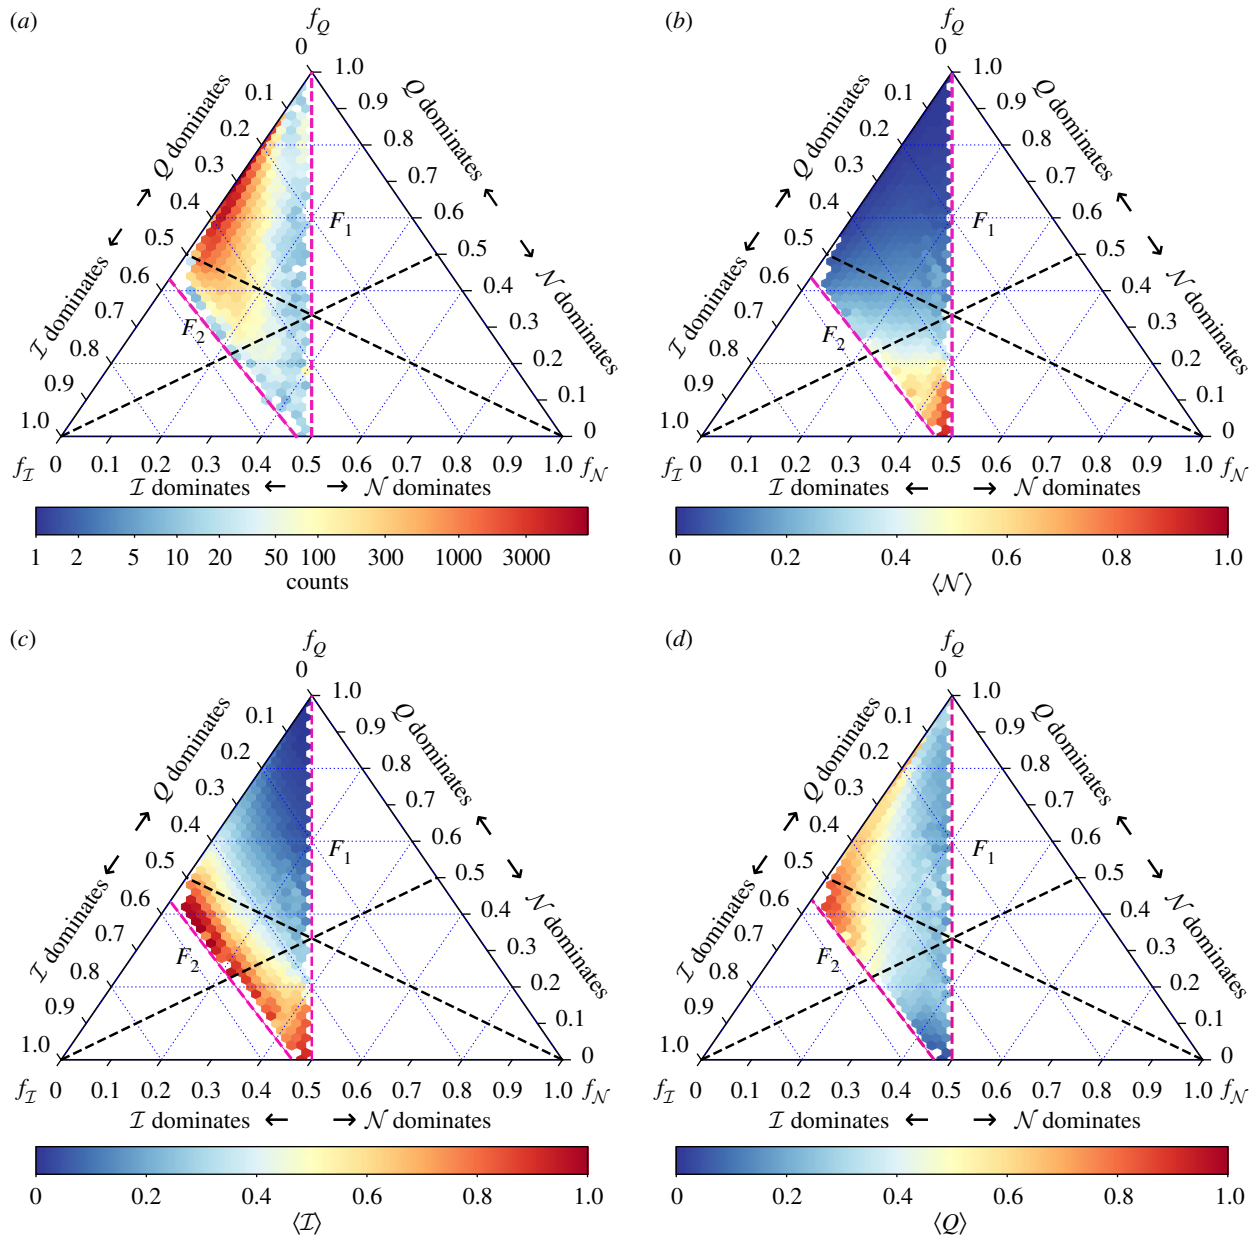 (a)
f_Q
0
1.0
0.1
0.9
0.2
0.8
0.3
0.7
0.4
0.6
0.5
0.5
0.6
0.4
0.7
0.3
0.8
0.2
0.9
0.1
1.0
0
Q dominates
Q dominates
ℐ dominates
𝒩 dominates
F₁
F₂
f_ℐ 0 0.1 0.2 0.3 0.4 0.5 0.6 0.7 0.8 0.9 1.0 f_𝒩
ℐ dominates ← → 𝒩 dominates
1 2 5 10 20 50 100 300 1000 3000
counts
(b)
f_Q
0
1.0
0.1
0.9
0.2
0.8
0.3
0.7
0.4
0.6
0.5
0.5
0.6
0.4
0.7
0.3
0.8
0.2
0.9
0.1
1.0
0
Q dominates
Q dominates
ℐ dominates
𝒩 dominates
F₁
F₂
f_ℐ 0 0.1 0.2 0.3 0.4 0.5 0.6 0.7 0.8 0.9 1.0 f_𝒩
ℐ dominates ← → 𝒩 dominates
0 0.2 0.4 0.6 0.8 1.0
⟨𝒩⟩
(c)
f_Q
0
1.0
0.1
0.9
0.2
0.8
0.3
0.7
0.4
0.6
0.5
0.5
0.6
0.4
0.7
0.3
0.8
0.2
0.9
0.1
1.0
0
Q dominates
Q dominates
ℐ dominates
𝒩 dominates
F₁
F₂
f_ℐ 0 0.1 0.2 0.3 0.4 0.5 0.6 0.7 0.8 0.9 1.0 f_𝒩
ℐ dominates ← → 𝒩 dominates
0 0.2 0.4 0.6 0.8 1.0
⟨ℐ⟩
(d)
f_Q
0
1.0
0.1
0.9
0.2
0.8
0.3
0.7
0.4
0.6
0.5
0.5
0.6
0.4
0.7
0.3
0.8
0.2
0.9
0.1
1.0
0
Q dominates
Q dominates
ℐ dominates
𝒩 dominates
F₁
F₂
f_ℐ 0 0.1 0.2 0.3 0.4 0.5 0.6 0.7 0.8 0.9 1.0 f_𝒩
ℐ dominates ← → 𝒩 dominates
0 0.2 0.4 0.6 0.8 1.0
⟨Q⟩